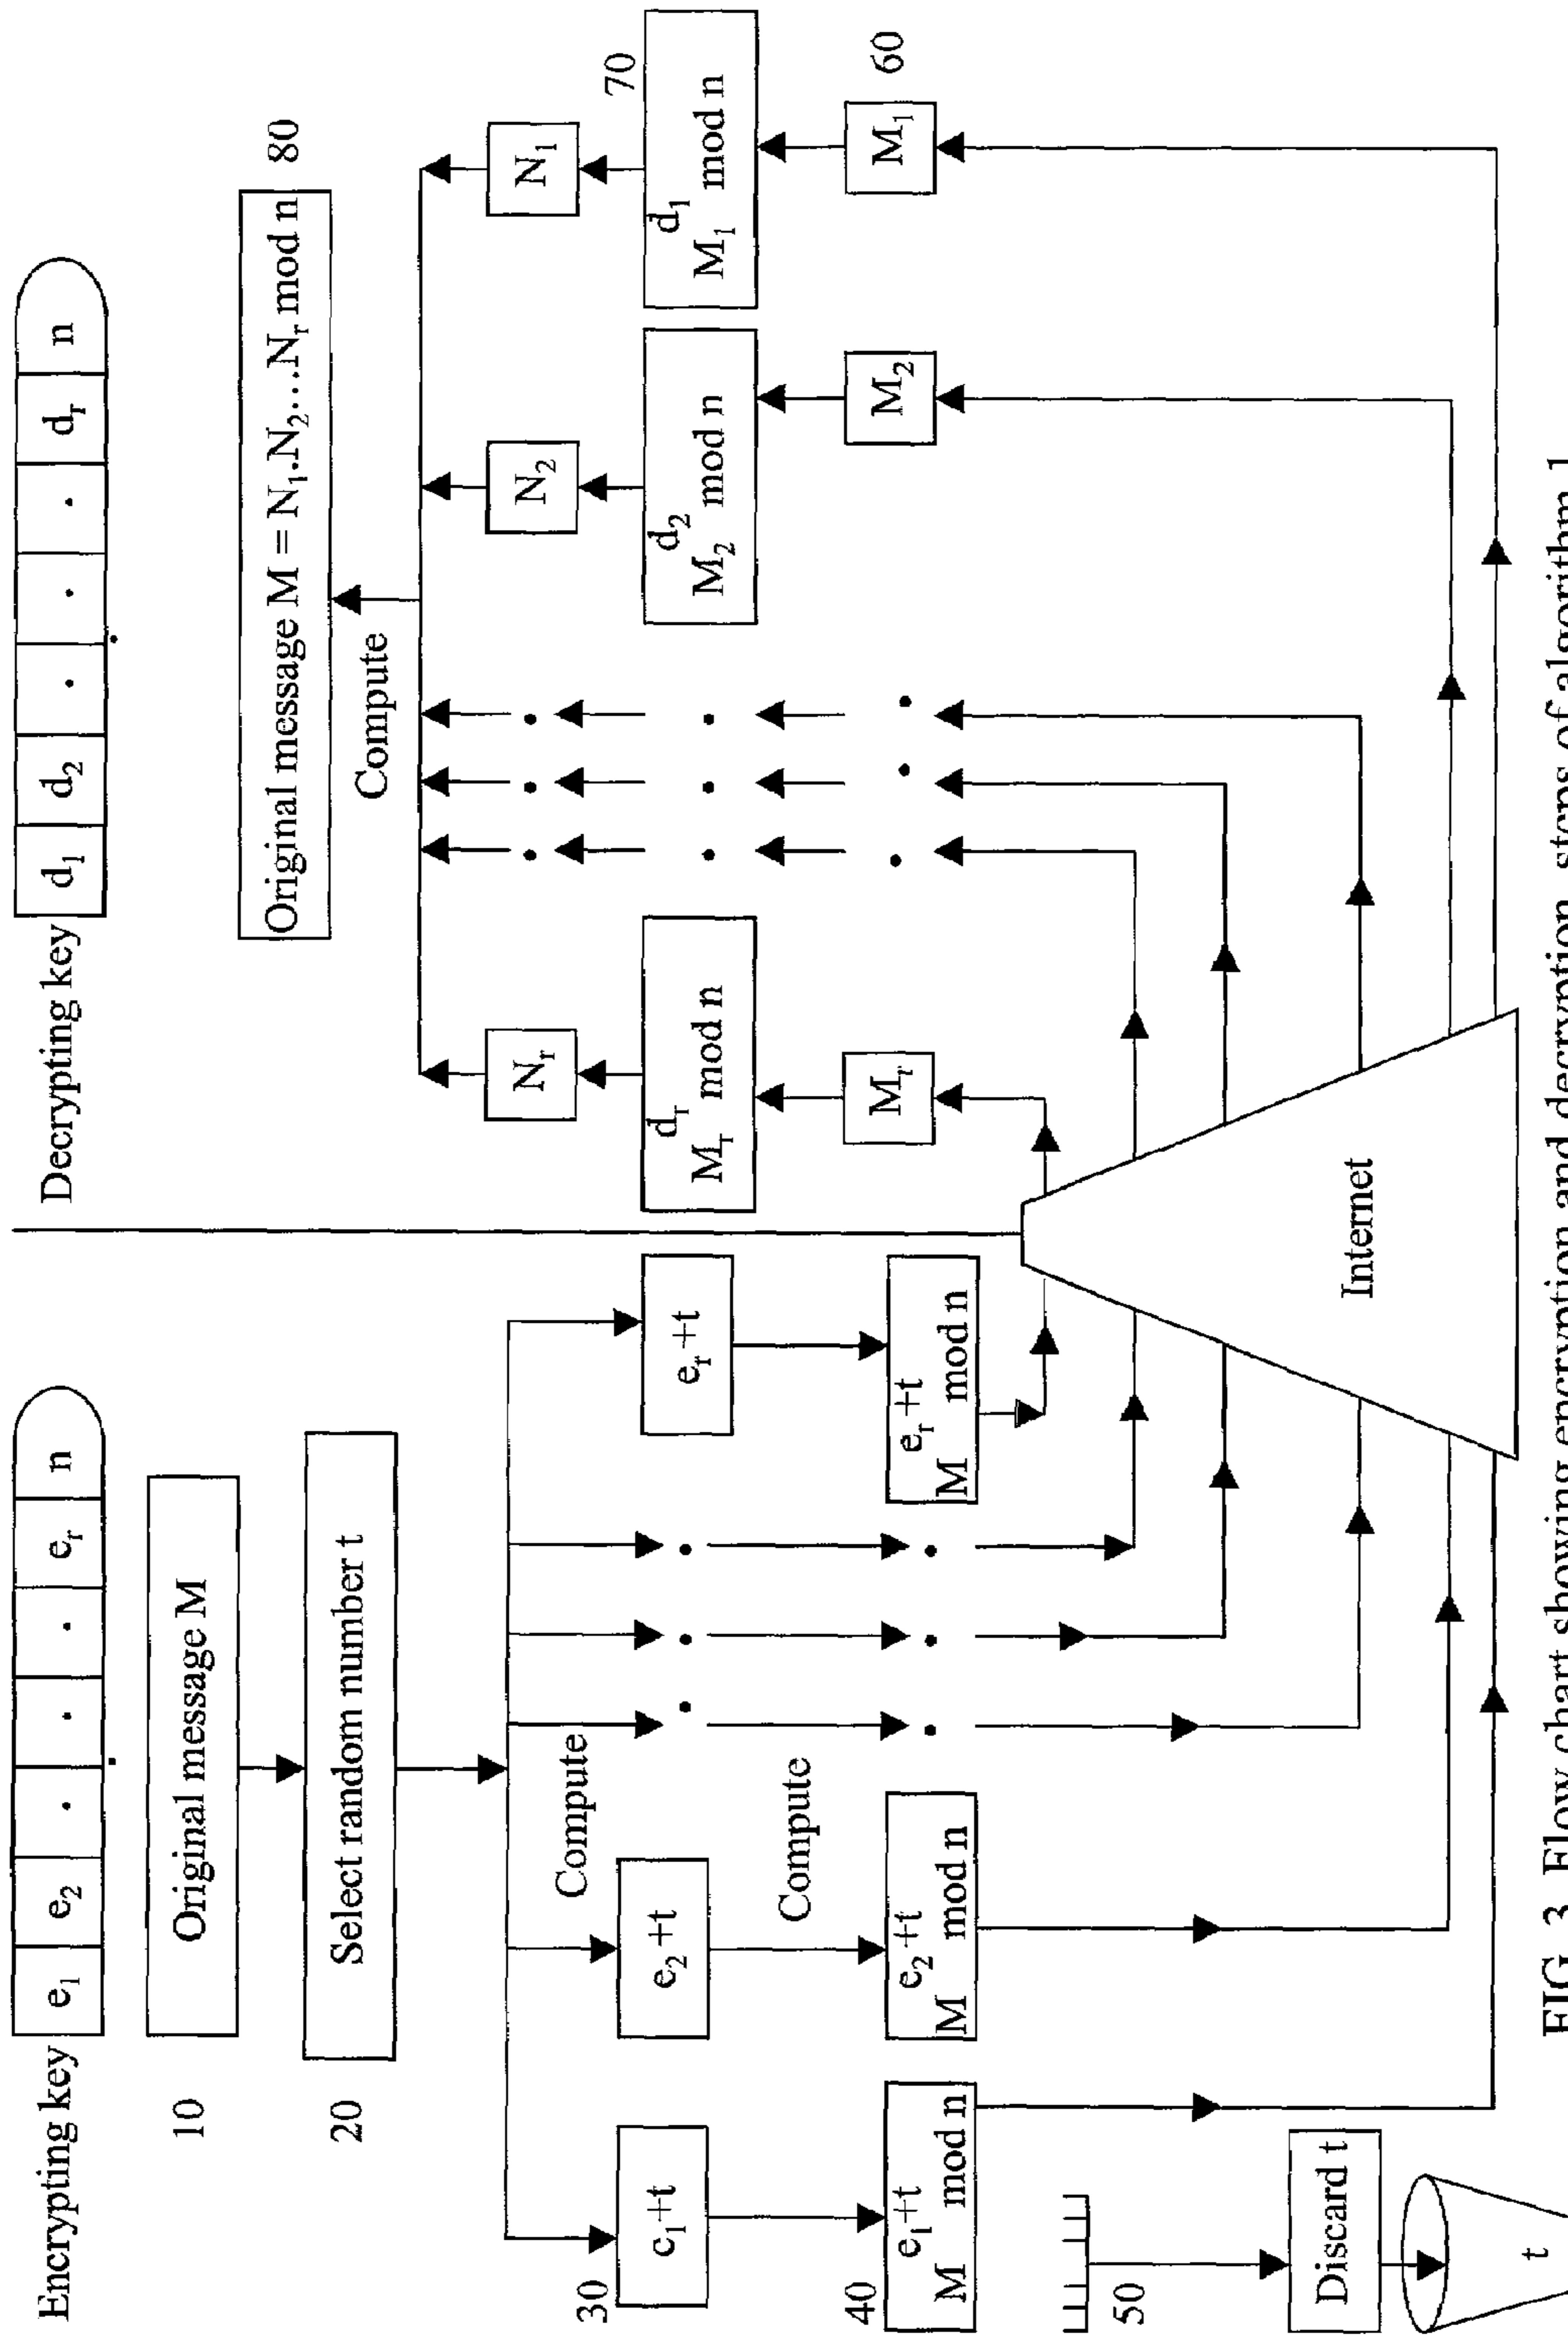 Encrypting key e₁ e₂ . . . eᵣ n
Decrypting key d₁ d₂ . . . dᵣ n
10
Original message M
20
Select random number t
Compute
30
c₁+t
e₂+t
eᵣ+t
Compute
40
M^(e₁+t) mod n
M^(e₂+t) mod n
M^(eᵣ+t) mod n
50
Discard t
t
Internet
Original message M = N₁.N₂...Nᵣ mod n
80
Compute
Nᵣ
N₂
N₁
70
Mᵣ^(dᵣ) mod n
M₂^(d₂) mod n
M₁^(d₁) mod n
Mᵣ
M₂
M₁
60
FIG. 3. Flow chart showing encryption and decryption steps of algorithm 1